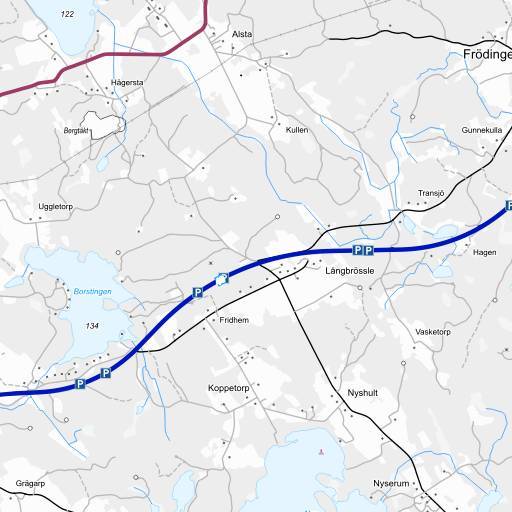 122
Alsta
Frödinge
Hägersta
Bergtäkt
Kullen
Gunnekulla
Transjö
Uggletorp
Hagen
Långbrössle
P P
P
P
Borstingen
134
Fridhem
Vasketorp
P
P
Koppetorp
Nyshult
Grägarp
Nyserum